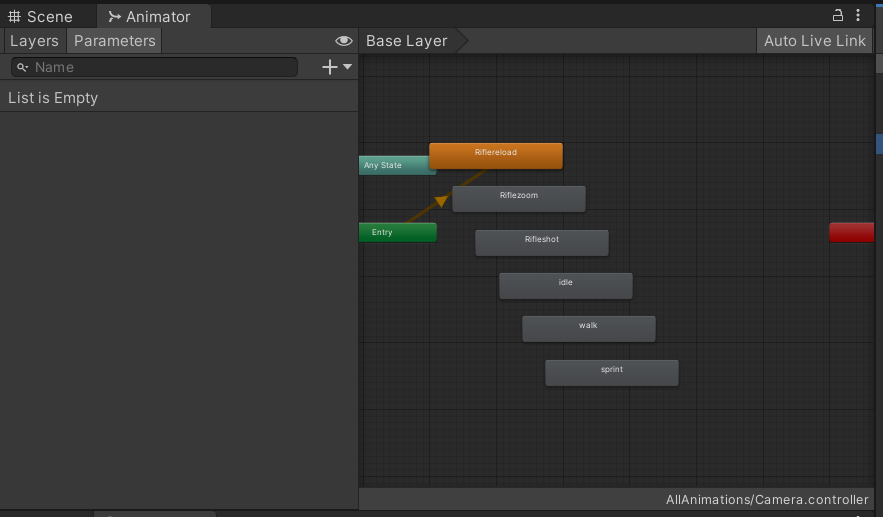 Scene
Animator
Layers
Parameters
Base Layer
Auto Live Link
Name
List is Empty
Riflereload
Any State
Riflezoom
Entry
Rifleshot
idle
walk
sprint
AllAnimations/Camera.controller